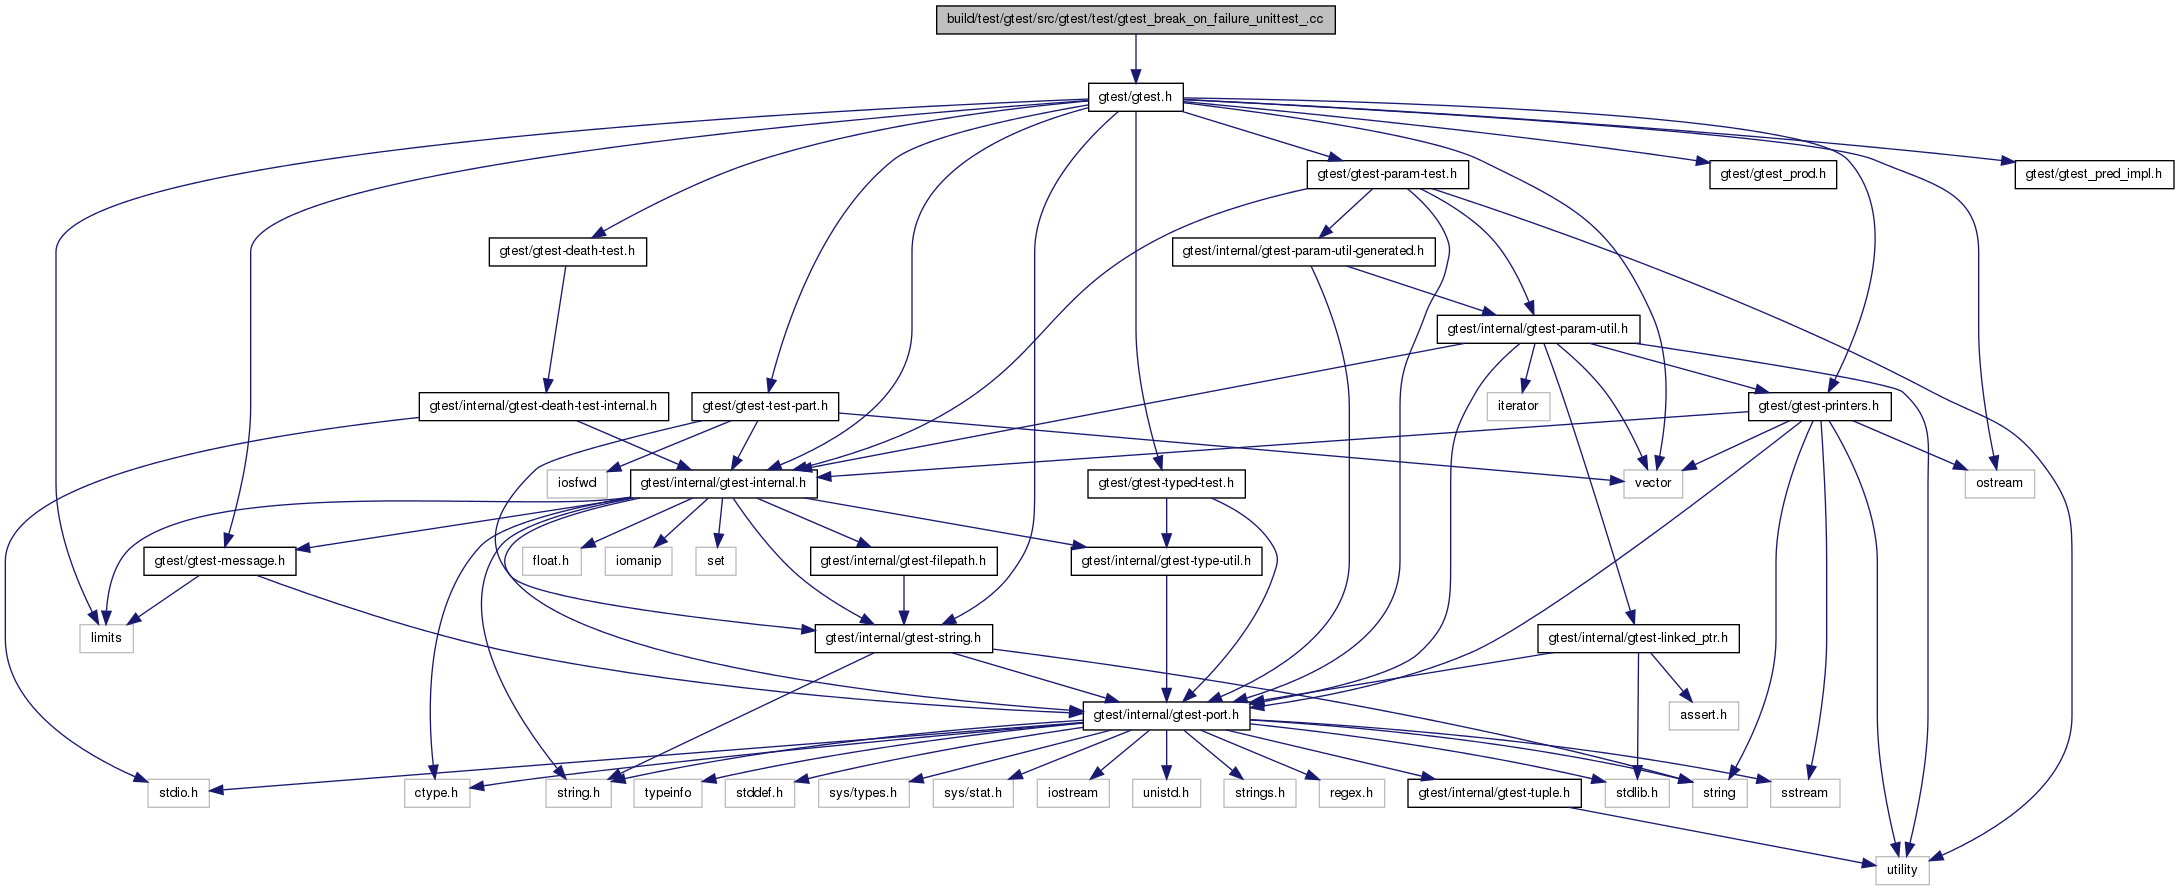 build/test/gtest/src/gtest/test/gtest_break_on_failure_unittest_.cc
gtest/gtest.h
gtest/gtest-param-test.h
gtest/gtest_prod.h
gtest/gtest_pred_impl.h
gtest/gtest-death-test.h
gtest/internal/gtest-param-util-generated.h
gtest/internal/gtest-param-util.h
gtest/internal/gtest-death-test-internal.h
gtest/gtest-test-part.h
iterator
gtest/gtest-printers.h
iosfwd
gtest/internal/gtest-internal.h
gtest/gtest-typed-test.h
vector
ostream
gtest/gtest-message.h
float.h
iomanip
set
gtest/internal/gtest-filepath.h
gtest/internal/gtest-type-util.h
limits
gtest/internal/gtest-string.h
gtest/internal/gtest-linked_ptr.h
gtest/internal/gtest-port.h
assert.h
stdio.h
ctype.h
string.h
typeinfo
stddef.h
sys/types.h
sys/stat.h
iostream
unistd.h
strings.h
regex.h
gtest/internal/gtest-tuple.h
stdlib.h
string
sstream
utility